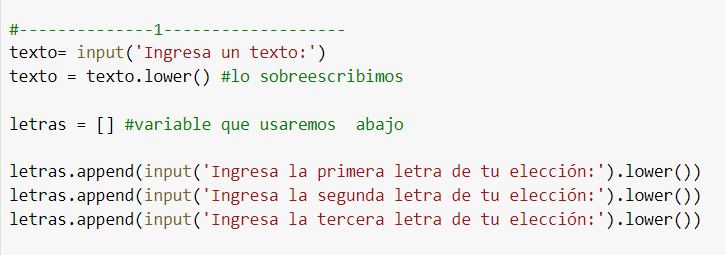 #--------------1-------------------
texto= input('Ingresa un texto:')
texto = texto.lower() #lo sobreescribimos
letras = [] #variable que usaremos  abajo
letras.append(input('Ingresa la primera letra de tu elección:').lower())
letras.append(input('Ingresa la segunda letra de tu elección:').lower())
letras.append(input('Ingresa la tercera letra de tu elección:').lower())